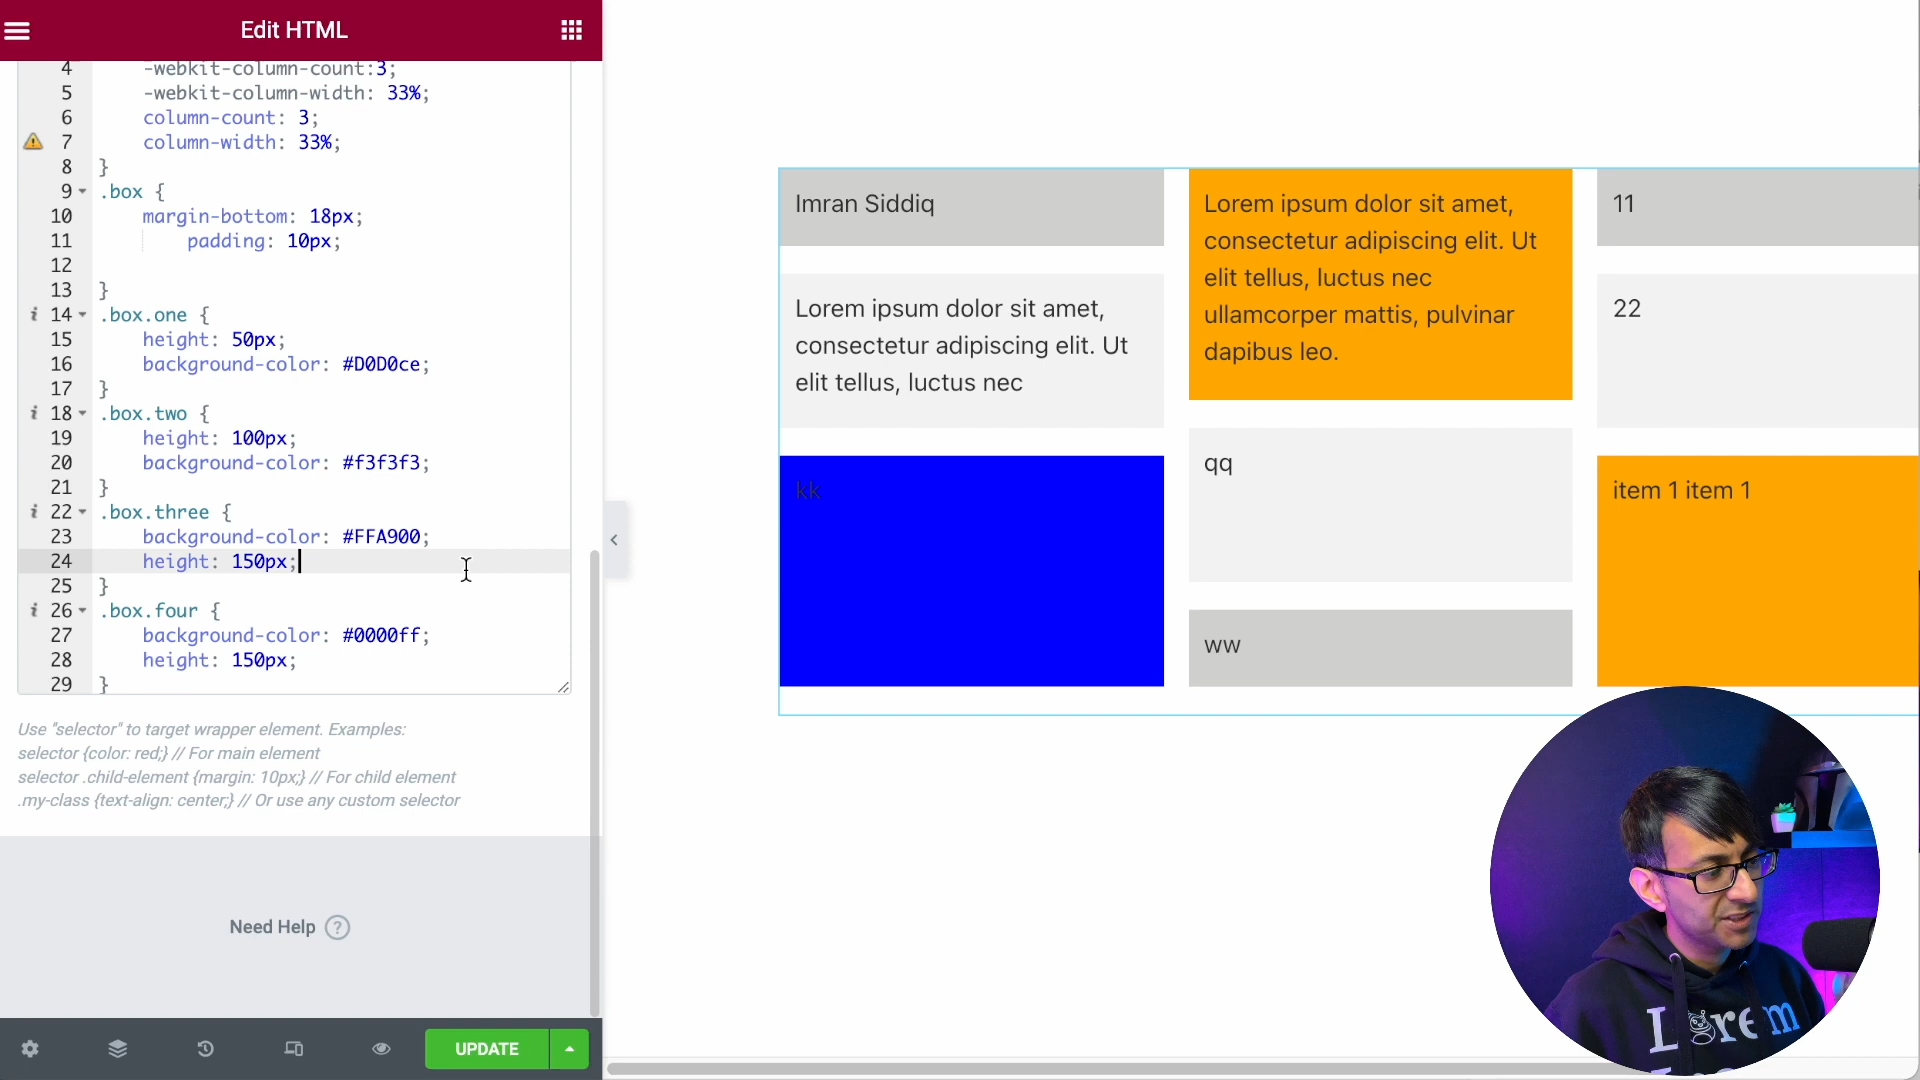 Edit HTML
4 -webkit-column-count:3;
5 -webkit-column-width: 33%;
6 column-count: 3;
7 column-width: 33%;
8 }
9 .box {
10 margin-bottom: 18px;
11 padding: 10px;
12
13 }
14 .box.one {
15 height: 50px;
16 background-color: #D0D0ce;
17 }
18 .box.two {
19 height: 100px;
20 background-color: #f3f3f3;
21 }
22 .box.three {
23 background-color: #FFA900;
24 height: 150px;
25 }
26 .box.four {
27 background-color: #0000ff;
28 height: 150px;
29 }
Use "selector" to target wrapper element. Examples:
selector {color: red;} // For main element
selector .child-element {margin: 10px;} // For child element
.my-class {text-align: center;} // Or use any custom selector
Need Help ?
UPDATE
Imran Siddiq
Lorem ipsum dolor sit amet,
consectetur adipiscing elit. Ut
elit tellus, luctus nec
kk
Lorem ipsum dolor sit amet,
consectetur adipiscing elit. Ut
elit tellus, luctus nec
ullamcorper mattis, pulvinar
dapibus leo.
qq
ww
11
22
item 1 item 1
Lorem